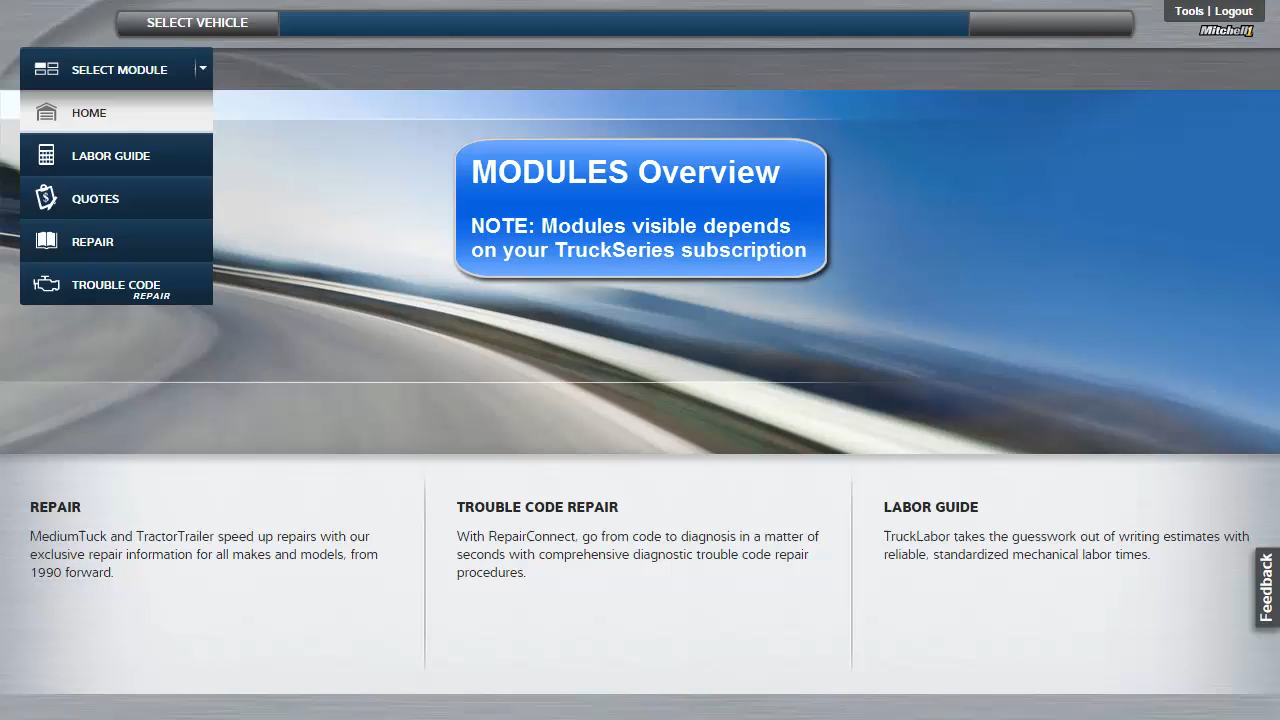 SELECT VEHICLE
Tools | Logout
Mitchell1
SELECT MODULE
HOME
LABOR GUIDE
QUOTES
REPAIR
TROUBLE CODE
REPAIR
MODULES Overview
NOTE: Modules visible depends
on your TruckSeries subscription
REPAIR
MediumTuck and TractorTrailer speed up repairs with our
exclusive repair information for all makes and models, from
1990 forward.
TROUBLE CODE REPAIR
With RepairConnect, go from code to diagnosis in a matter of
seconds with comprehensive diagnostic trouble code repair
procedures.
LABOR GUIDE
TruckLabor takes the guesswork out of writing estimates with
reliable, standardized mechanical labor times.
Feedback